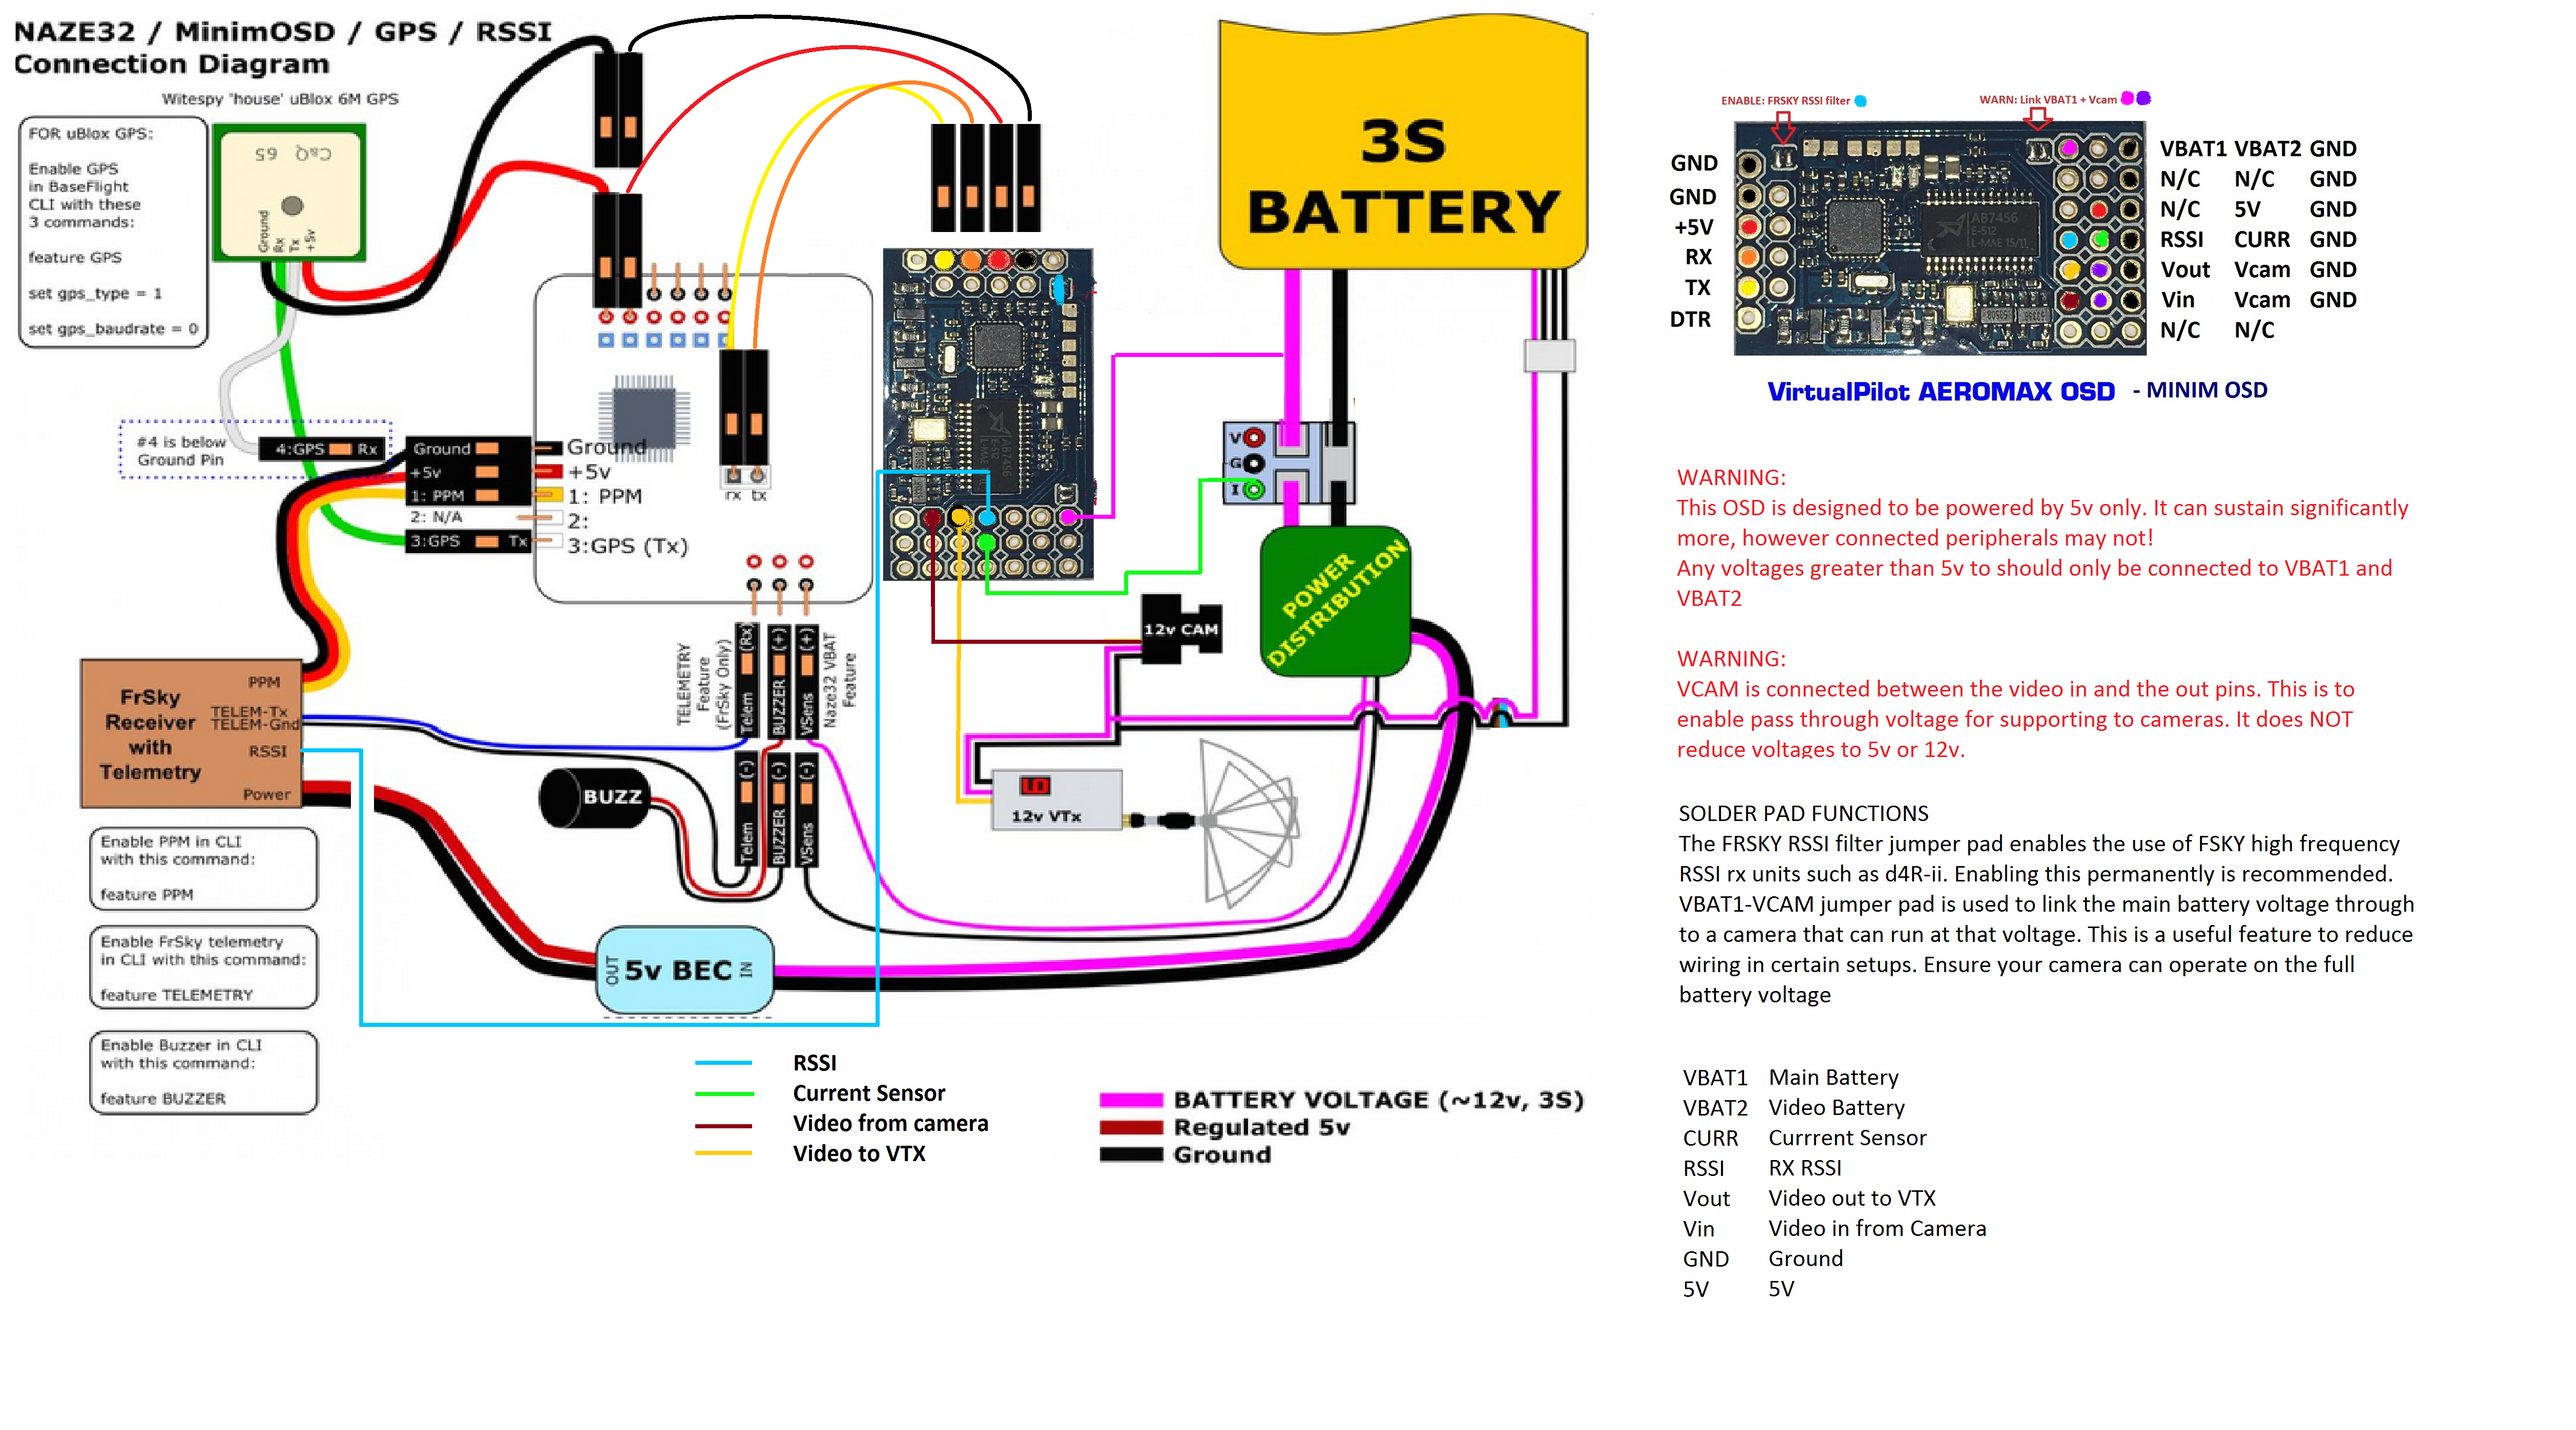 NAZE32 / MinimOSD / GPS / RSSI
Connection Diagram
Witespy 'house' uBlox 6M GPS
FOR uBlox GPS:
Enable GPS
in BaseFlight
CLI with these
3 commands:
feature GPS
set gps_type = 1
set gps_baudrate = 0
C&Q 65
Ground
Rx
Tx
+5v
#4 is below
Ground Pin
4:GPS Rx
Ground
+5v
1: PPM
2: N/A
3:GPS Tx
Ground
+5v
1: PPM
2:
3:GPS (Tx)
rx tx
3S
BATTERY
V
G
I
POWER
DISTRIBUTION
12v CAM
12v VTx
FrSky
Receiver
with
Telemetry
PPM
TELEM-Tx
TELEM-Gnd
RSSI
Power
TELEMETRY
Feature
(FrSky Only)
Telem (Rx)
BUZZER (+)
VSens (+)
Naze32 VBAT
Feature
Telem (-)
BUZZER (-)
VSens (-)
BUZZ
OUT 5v BEC IN
Enable PPM in CLI
with this command:
feature PPM
Enable FrSky telemetry
in CLI with this command:
feature TELEMETRY
Enable Buzzer in CLI
with this command:
feature BUZZER
RSSI
Current Sensor
Video from camera
Video to VTX
BATTERY VOLTAGE (~12v, 3S)
Regulated 5v
Ground
ENABLE: FRSKY RSSI filter
WARN: Link VBAT1 + Vcam
GND
GND
+5V
RX
TX
DTR
AB7456
E-512
VBAT1 VBAT2 GND
N/C N/C GND
N/C 5V GND
RSSI CURR GND
Vout Vcam GND
Vin Vcam GND
N/C N/C
VirtualPilot AEROMAX OSD - MINIM OSD
WARNING:
This OSD is designed to be powered by 5v only. It can sustain significantly
more, however connected peripherals may not!
Any voltages greater than 5v to should only be connected to VBAT1 and
VBAT2
WARNING:
VCAM is connected between the video in and the out pins. This is to
enable pass through voltage for supporting to cameras. It does NOT
reduce voltages to 5v or 12v.
SOLDER PAD FUNCTIONS
The FRSKY RSSI filter jumper pad enables the use of FSKY high frequency
RSSI rx units such as d4R-ii. Enabling this permanently is recommended.
VBAT1-VCAM jumper pad is used to link the main battery voltage through
to a camera that can run at that voltage. This is a useful feature to reduce
wiring in certain setups. Ensure your camera can operate on the full
battery voltage
VBAT1 Main Battery
VBAT2 Video Battery
CURR Currrent Sensor
RSSI RX RSSI
Vout Video out to VTX
Vin Video in from Camera
GND Ground
5V 5V